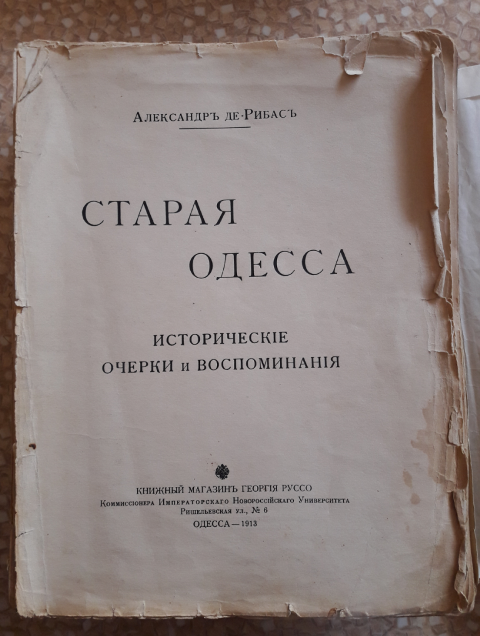 Александръ де-Рибасъ
СТАРАЯ
ОДЕССА
ИСТОРИЧЕСКІЕ
ОЧЕРКИ и ВОСПОМИНАНІЯ
КНИЖНЫЙ МАГАЗИНЪ ГЕОРГІЯ РУССО
Коммиссіонера Императорскаго Новороссійскаго Университета
Ришельевская ул., № 6
ОДЕССА—1913